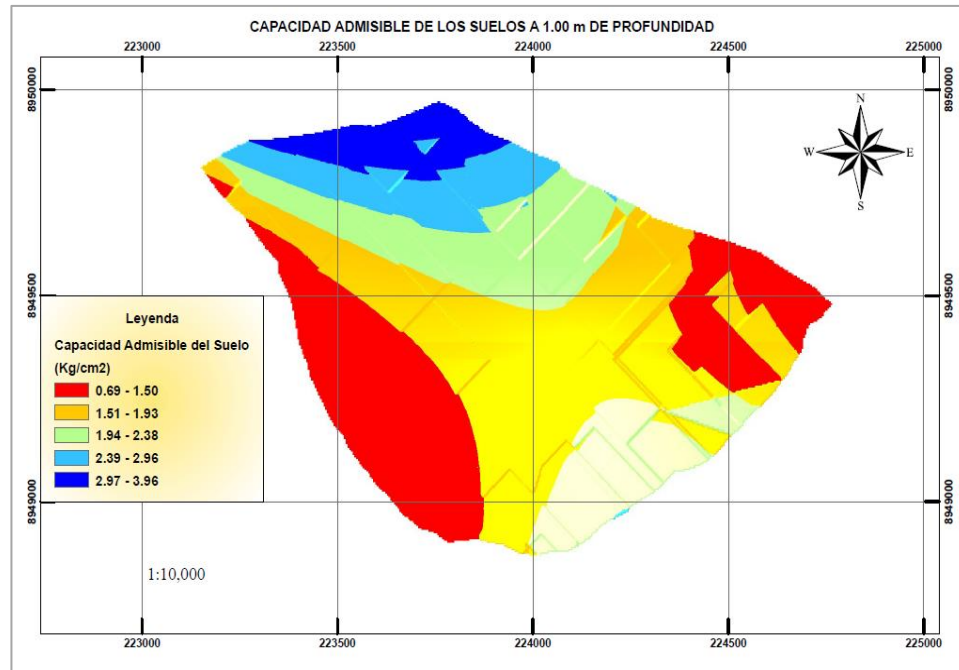 CAPACIDAD ADMISIBLE DE LOS SUELOS A 1.00 m DE PROFUNDIDAD
223000 223500 224000 224500 225000
8950000 8950000
N
W E
S
8949500 8949500
Leyenda
Capacidad Admisible del Suelo
(Kg/cm2)
0.69 - 1.50
1.51 - 1.93
1.94 - 2.38
2.39 - 2.96
2.97 - 3.96
8949000 8949000
1:10,000
223000 223500 224000 224500 225000